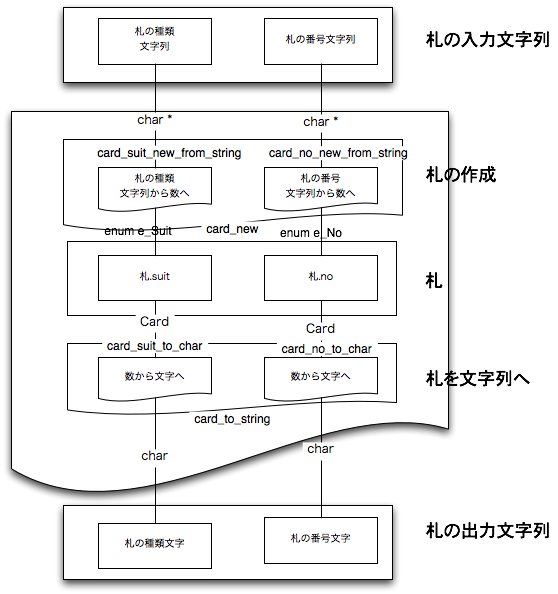 札の種類
文字列
札の番号文字列
札の入力文字列
char *
char *
card_suit_new_from_string
card_no_new_from_string
札の種類
文字列から数へ
札の番号
文字列から数へ
札の作成
enum e_Suit
card_new
enum e_No
札.suit
札.no
札
Card
Card
card_suit_to_char
card_no_to_char
数から文字へ
数から文字へ
札を文字列へ
card_to_string
char
char
札の種類文字
札の番号文字
札の出力文字列